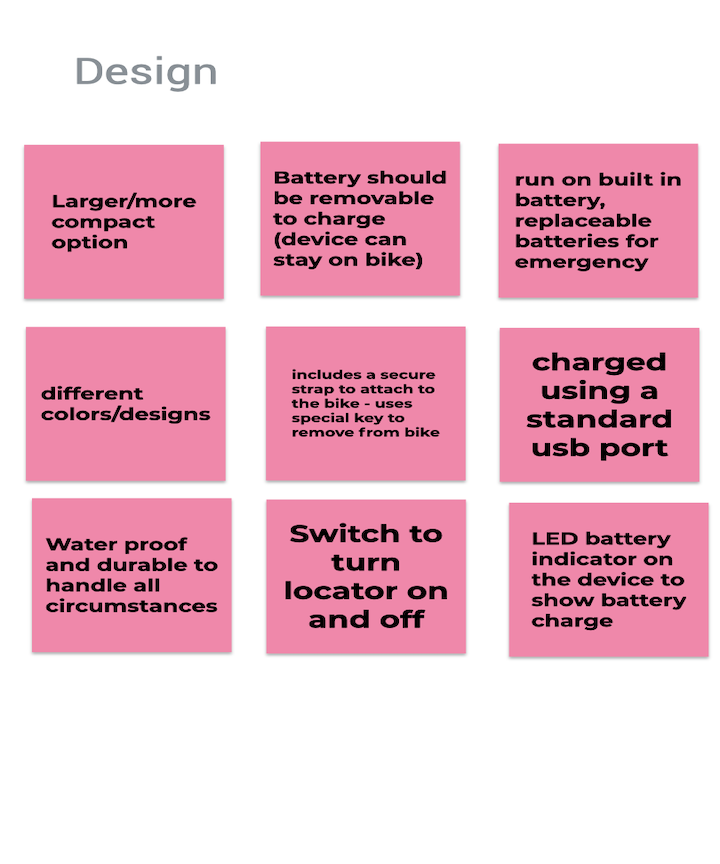 Design
Larger/more
compact
option
Battery should
be removable
to charge
(device can
stay on bike)
run on built in
battery,
replaceable
batteries for
emergency
different
colors/designs
includes a secure
strap to attach to
the bike - uses
special key to
remove from bike
charged
using a
standard
usb port
Water proof
and durable to
handle all
circumstances
Switch to
turn
locator on
and off
LED battery
indicator on
the device to
show battery
charge